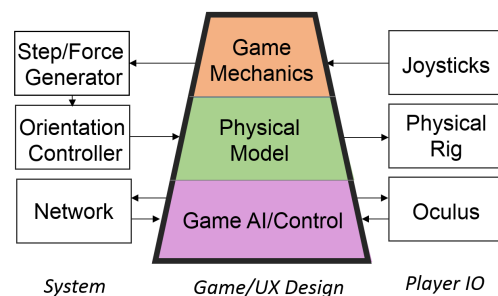 Step/Force
Generator
Orientation
Controller
Network
System
Game
Mechanics
Physical
Model
Game AI/Control
Game/UX Design
Joysticks
Physical
Rig
Oculus
Player IO